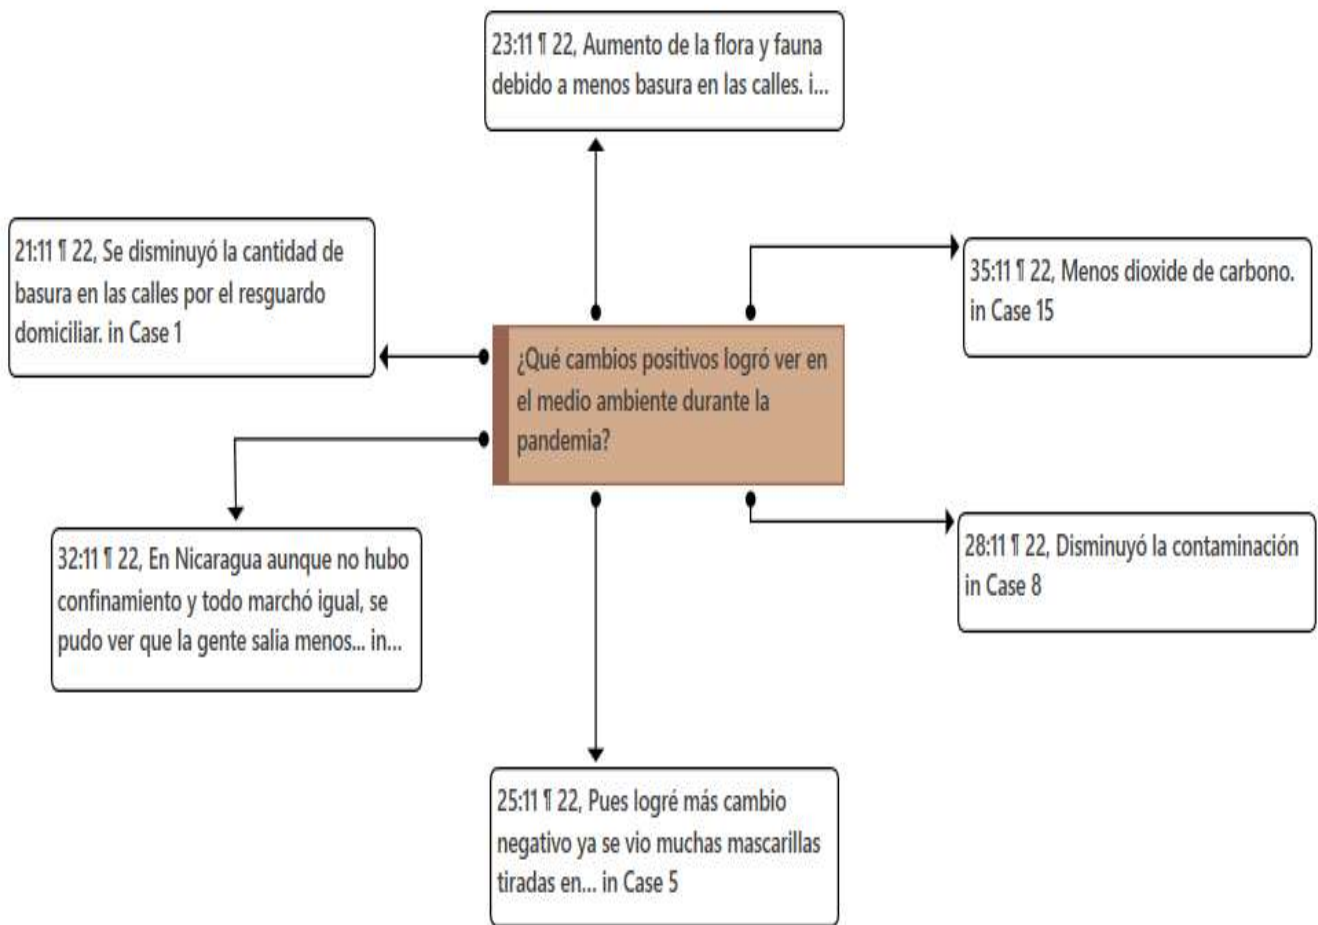 23:11 ¶ 22, Aumento de la flora y fauna
debido a menos basura en las calles. i...
21:11 ¶ 22, Se disminuyó la cantidad de
basura en las calles por el resguardo
domiciliar. in Case 1
35:11 ¶ 22, Menos dioxide de carbono.
in Case 15
¿Qué cambios positivos logró ver en
el medio ambiente durante la
pandemia?
32:11 ¶ 22, En Nicaragua aunque no hubo
confinamiento y todo marchó igual, se
pudo ver que la gente salia menos... in...
28:11 ¶ 22, Disminuyó la contaminación
in Case 8
25:11 ¶ 22, Pues logré más cambio
negativo ya se vio muchas mascarillas
tiradas en... in Case 5